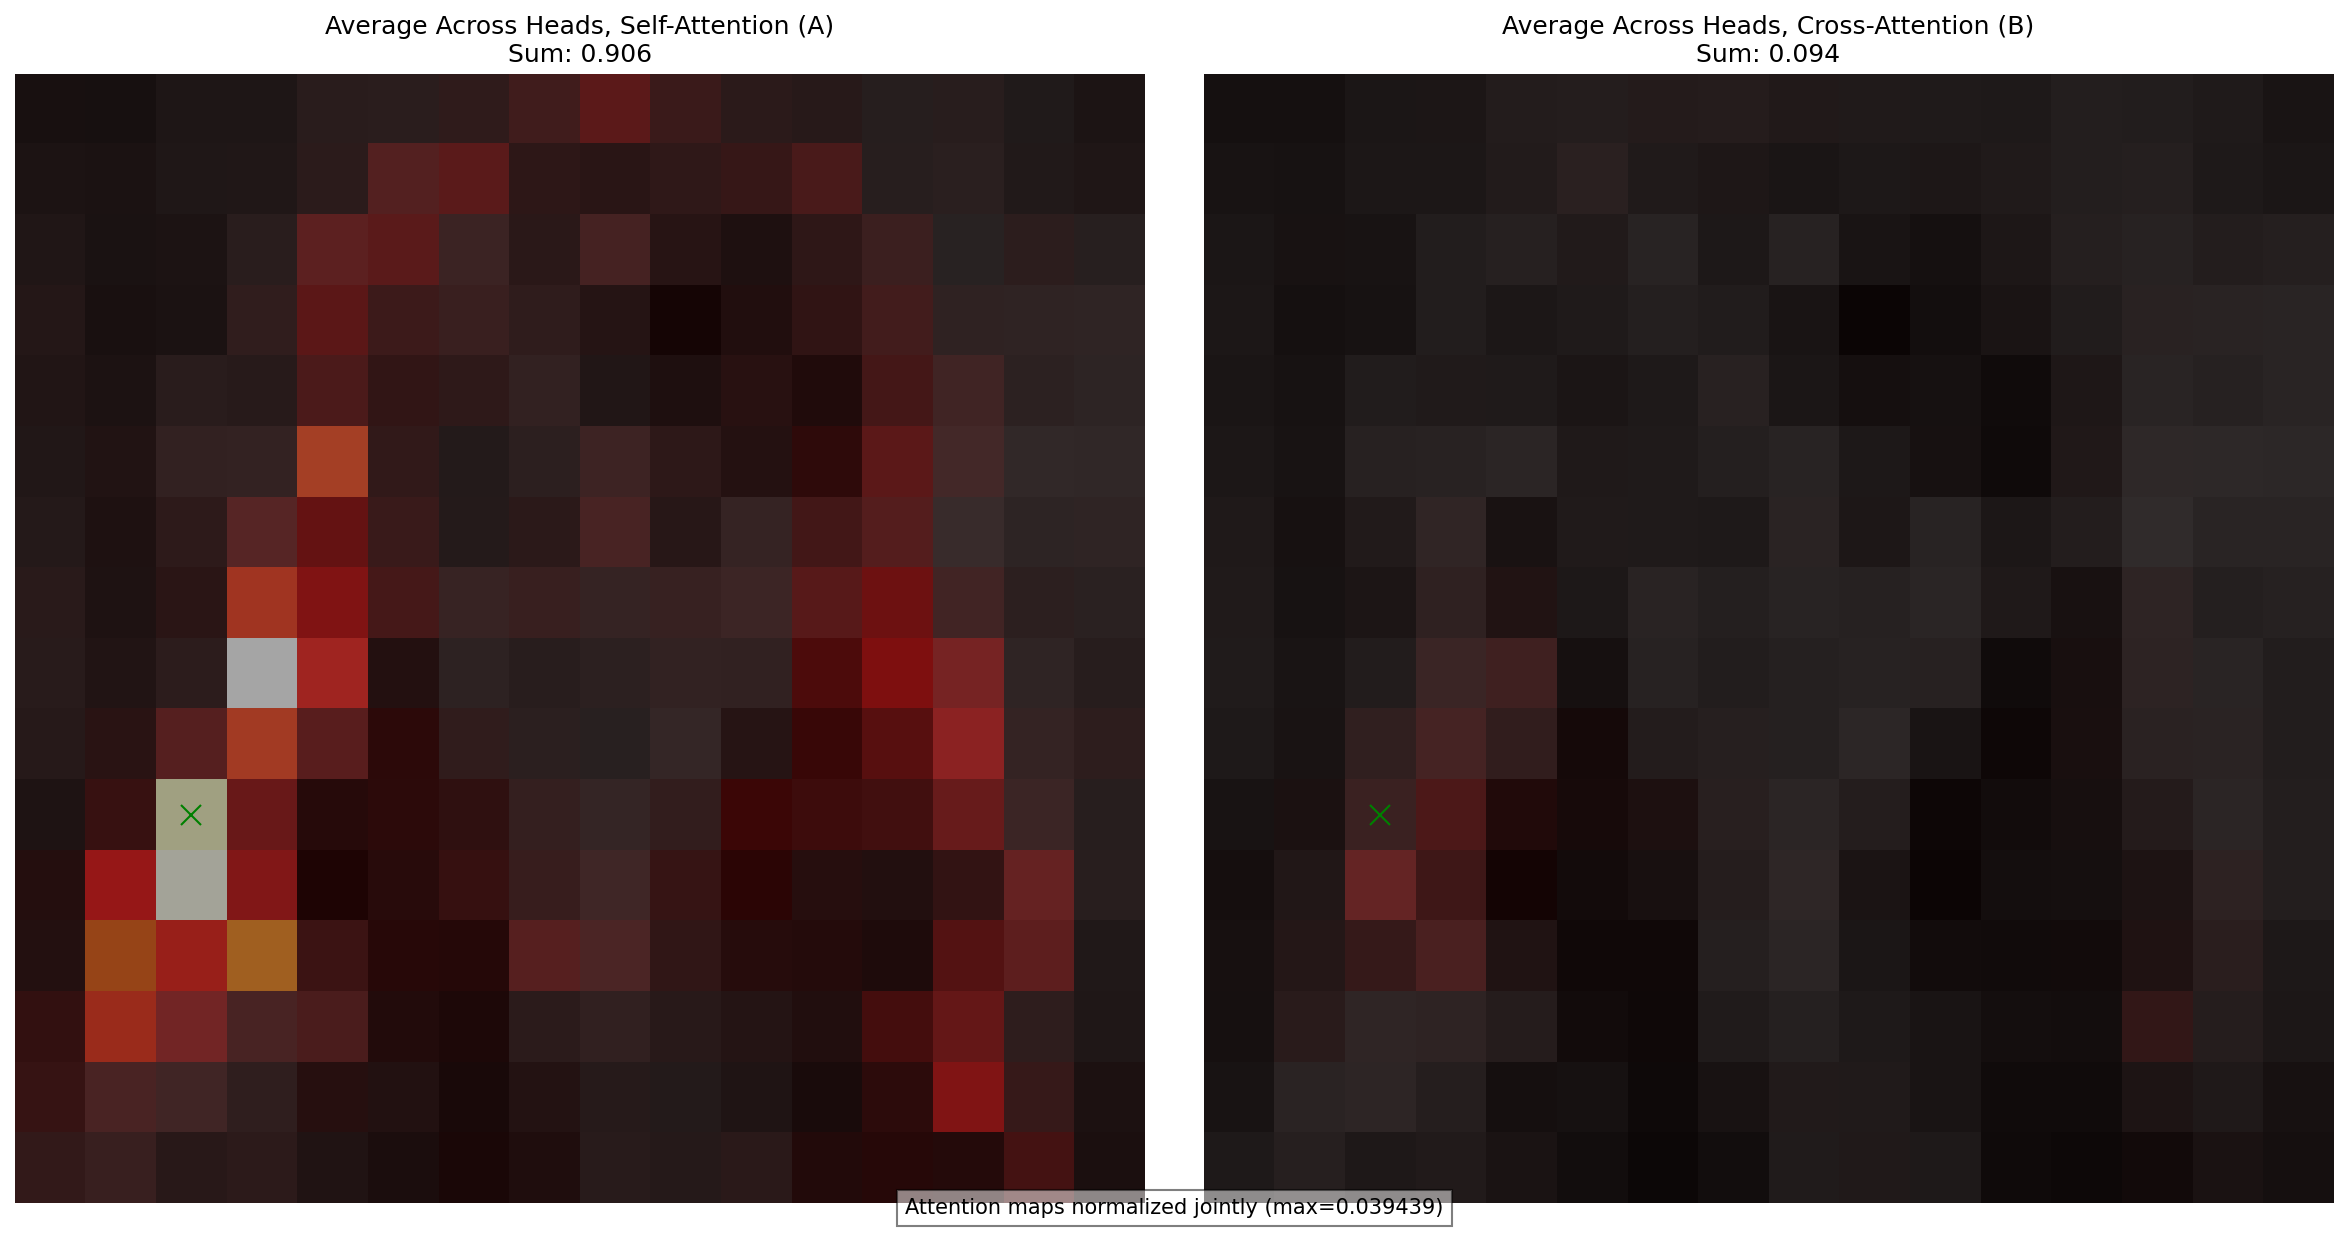 Average Across Heads, Self-Attention (A)
Sum: 0.906
Average Across Heads, Cross-Attention (B)
Sum: 0.094
Attention maps normalized jointly (max=0.039439)